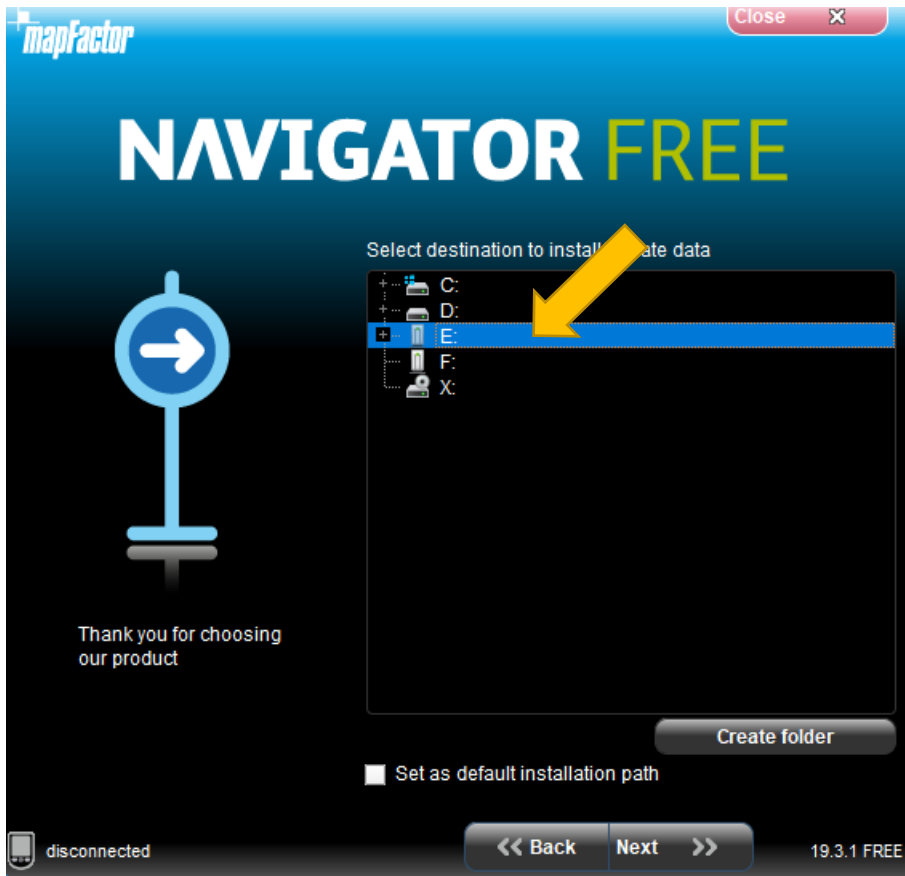 mapFactor
Close
NAVIGATOR FREE
Select destination to install ate data
C:
D:
E:
F:
X:
Thank you for choosing
our product
Create folder
Set as default installation path
disconnected
Back
Next
19.3.1 FREE